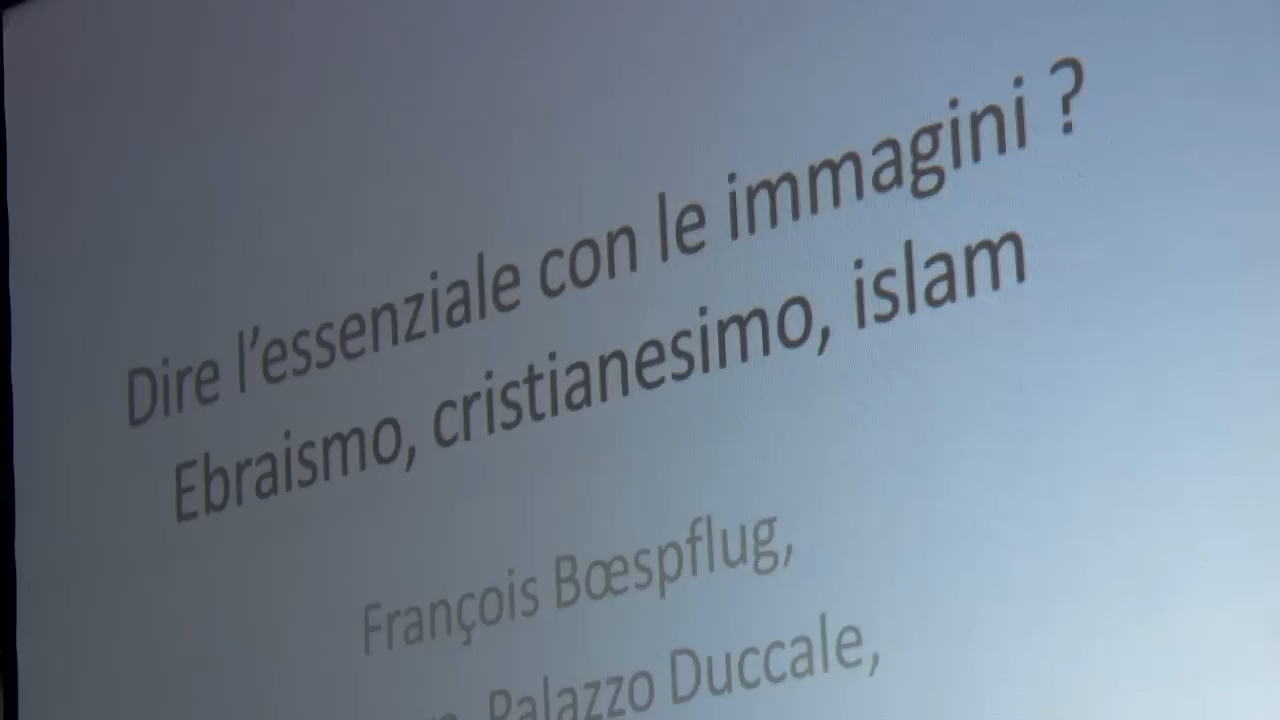 Dire l’essenziale con le immagini ?
Ebraismo, cristianesimo, islam
François Bœspflug,
Palazzo Duccale,